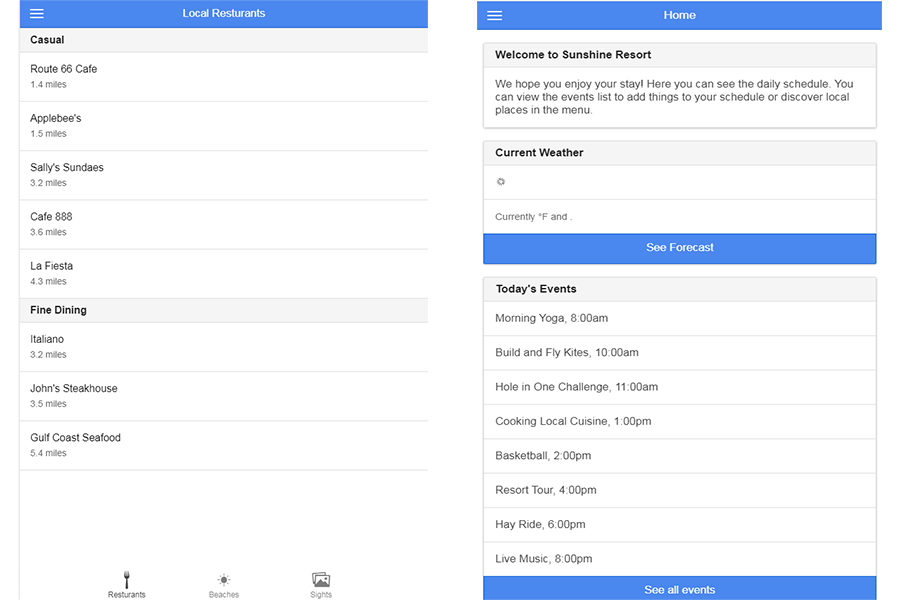 Local Resturants
Casual
Route 66 Cafe
1.4 miles
Applebee's
1.5 miles
Sally's Sundaes
3.2 miles
Cafe 888
3.6 miles
La Fiesta
4.3 miles
Fine Dining
Italiano
3.2 miles
John's Steakhouse
3.5 miles
Gulf Coast Seafood
5.4 miles
Resturants
Beaches
Sights
Home
Welcome to Sunshine Resort
We hope you enjoy your stay! Here you can see the daily schedule. You
can view the events list to add things to your schedule or discover local
places in the menu.
Current Weather
Currently °F and .
See Forecast
Today's Events
Morning Yoga, 8:00am
Build and Fly Kites, 10:00am
Hole in One Challenge, 11:00am
Cooking Local Cuisine, 1:00pm
Basketball, 2:00pm
Resort Tour, 4:00pm
Hay Ride, 6:00pm
Live Music, 8:00pm
See all events